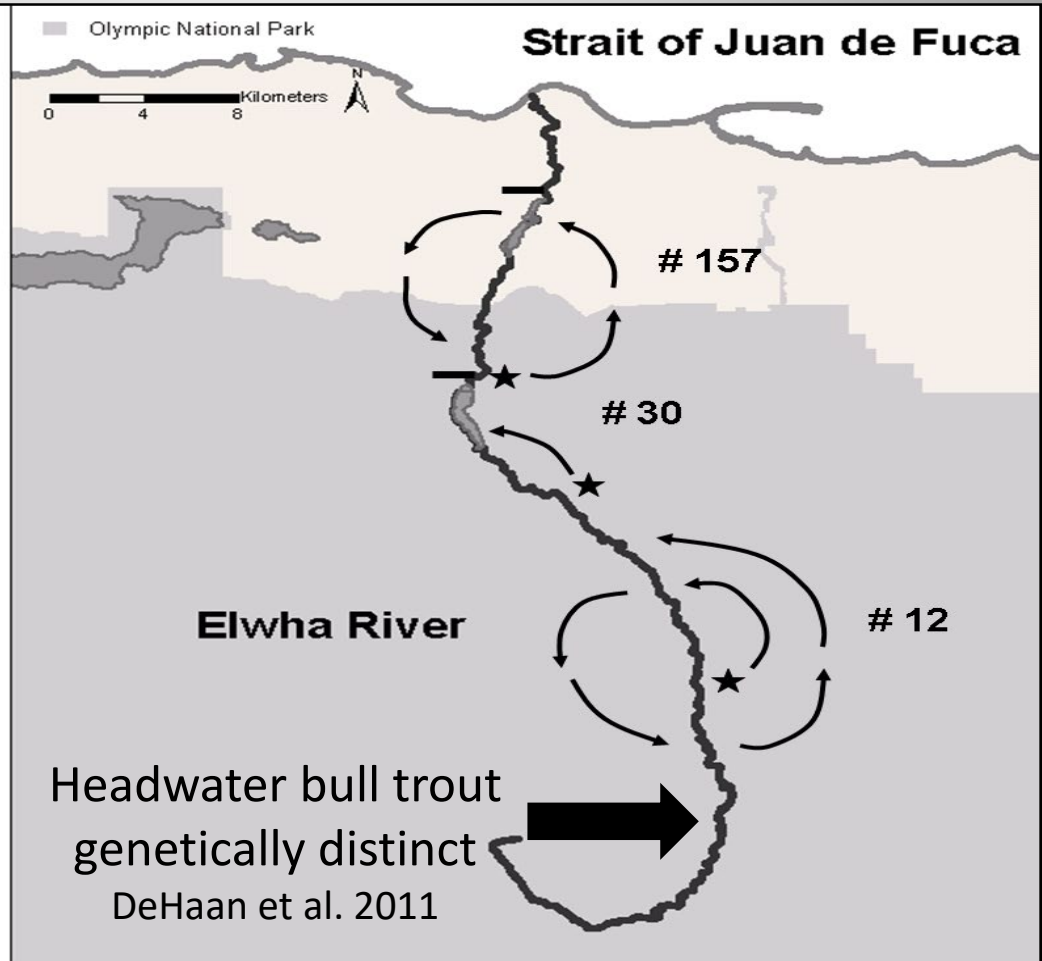 Olympic National Park
Strait of Juan de Fuca
N
Kilometers
0 4 8
# 157
# 30
Elwha River
# 12
Headwater bull trout
genetically distinct
DeHaan et al. 2011